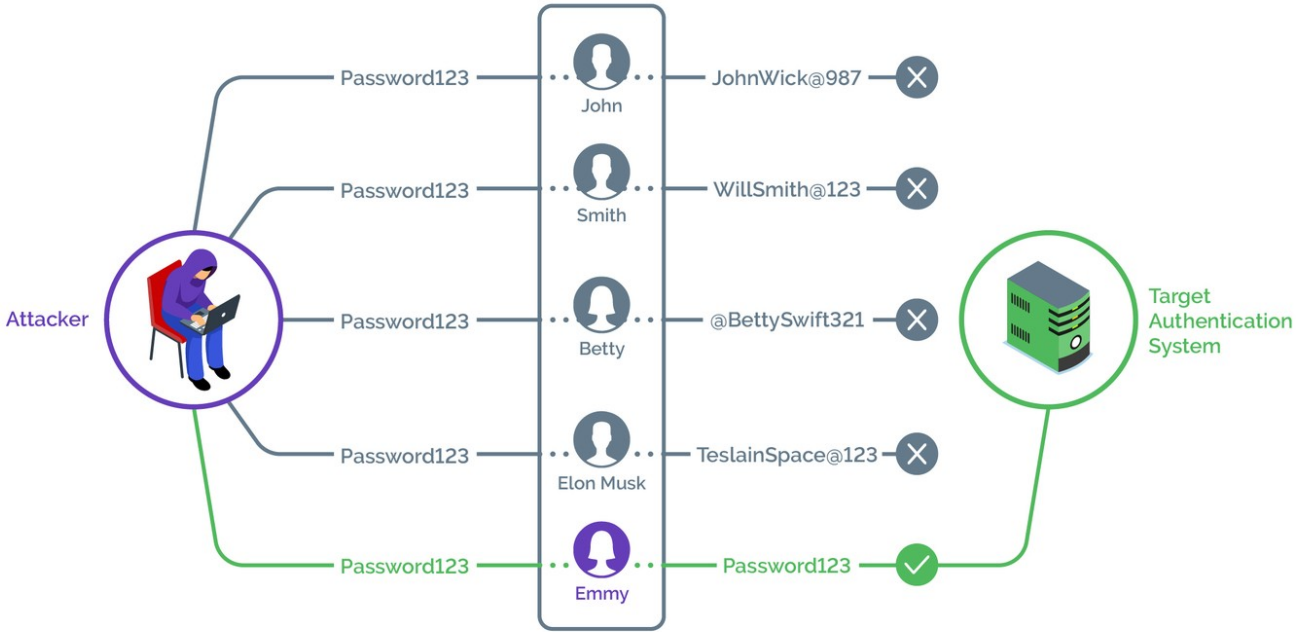 Password123
JohnWick@987
John
Password123
WillSmith@123
Smith
Attacker
Password123
@BettySwift321
Betty
Target
Authentication
System
Password123
TeslainSpace@123
Elon Musk
Password123
Password123
Emmy